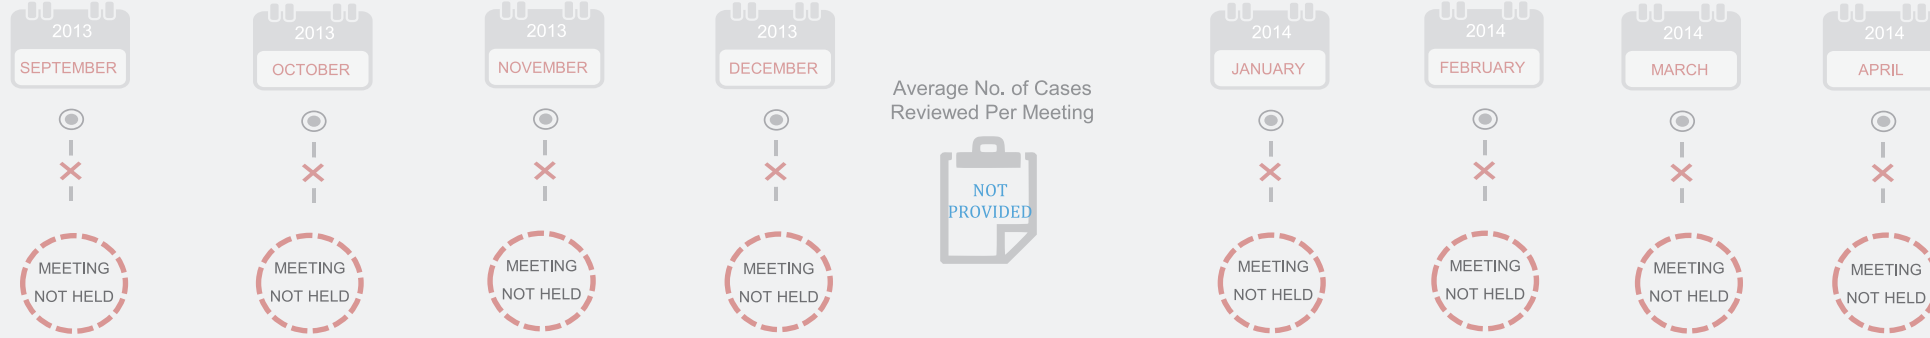 2013
SEPTEMBER
MEETING
NOT HELD
2013
OCTOBER
MEETING
NOT HELD
2013
NOVEMBER
MEETING
NOT HELD
2013
DECEMBER
MEETING
NOT HELD
Average No. of Cases
Reviewed Per Meeting
NOT
PROVIDED
2014
JANUARY
MEETING
NOT HELD
2014
FEBRUARY
MEETING
NOT HELD
2014
MARCH
MEETING
NOT HELD
2014
APRIL
MEETING
NOT HELD